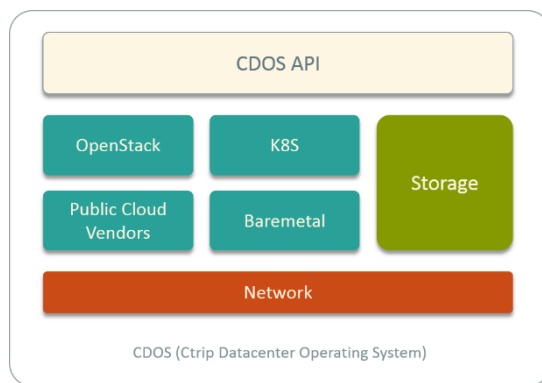 CDOS API
OpenStack
K8S
Storage
Public Cloud
Vendors
Baremetal
Network
CDOS (Ctrip Datacenter Operating System)